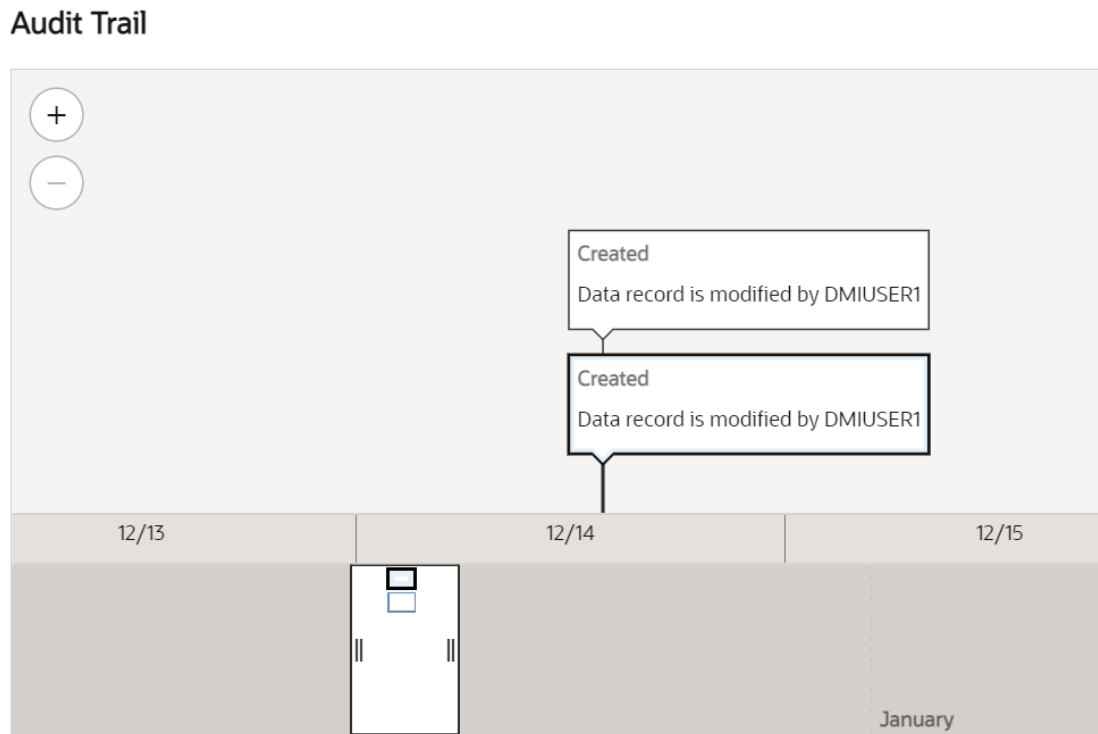 Audit Trail
+
−
Created
Data record is modified by DMIUSER1
Created
Data record is modified by DMIUSER1
12/13
12/14
12/15
January